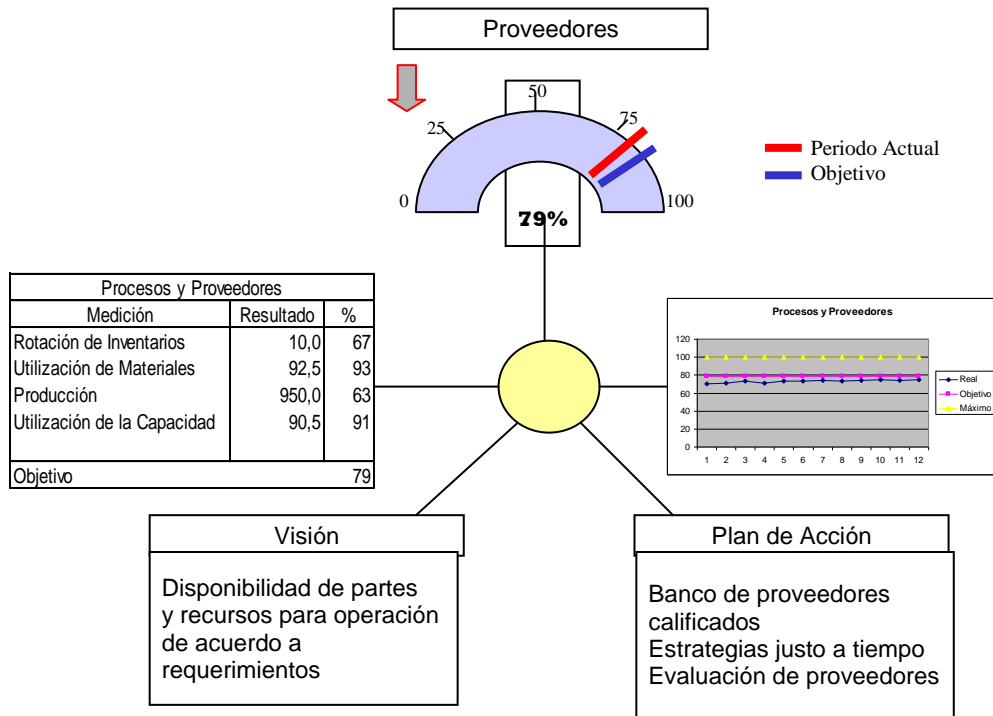 Proveedores
50
25
75
0
100
79%
Periodo Actual
Objetivo
Procesos y Proveedores
Medición Resultado %
Rotación de Inventarios 10,0 67
Utilización de Materiales 92,5 93
Producción 950,0 63
Utilización de la Capacidad 90,5 91
Objetivo 79
Procesos y Proveedores
120
100
80
60
40
20
0
1 2 3 4 5 6 7 8 9 10 11 12
Real
Objetivo
Máximo
Visión
Disponibilidad de partes
y recursos para operación
de acuerdo a
requerimientos
Plan de Acción
Banco de proveedores
calificados
Estrategias justo a tiempo
Evaluación de proveedores